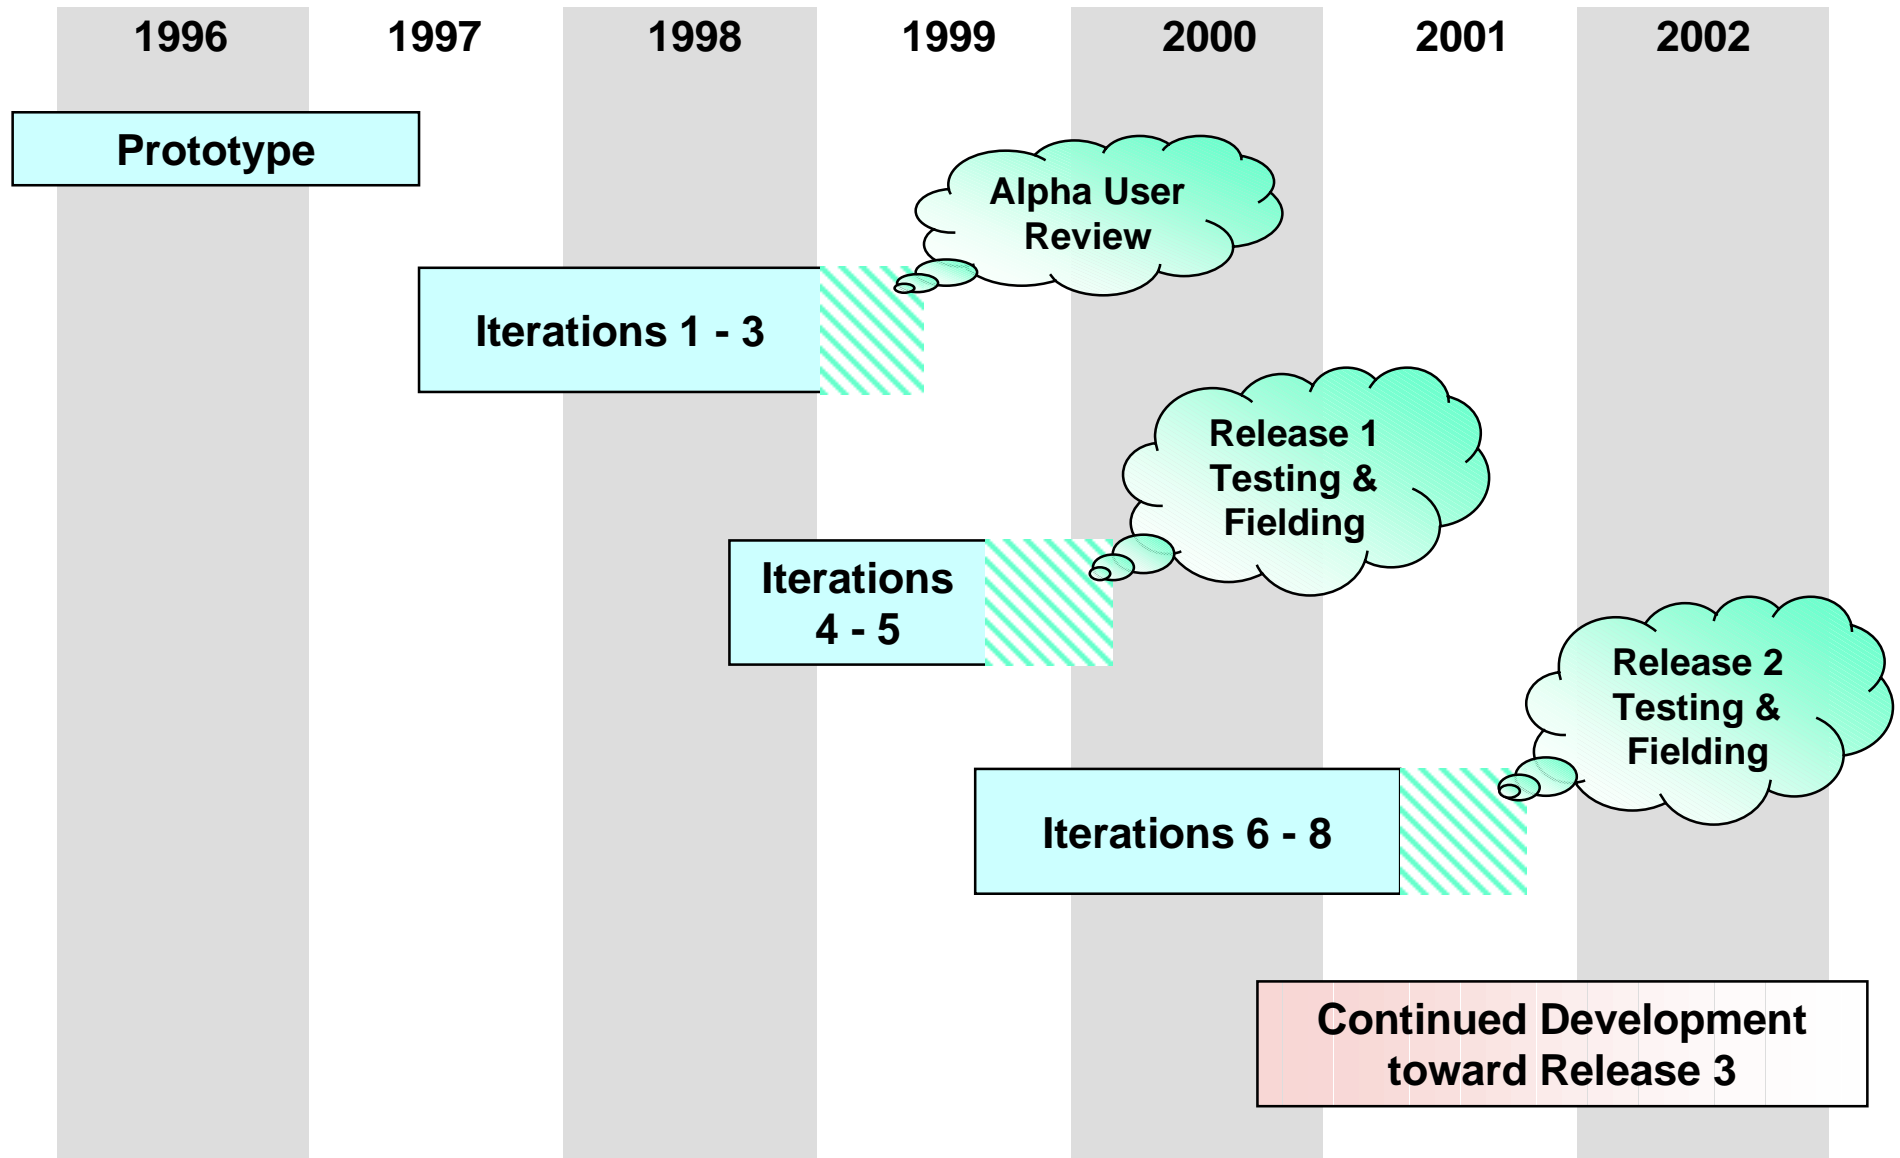 1996 1997 1998 1999 2000 2001 2002
Prototype
Alpha User
Review
Iterations 1 - 3
Release 1
Testing &
Fielding
Iterations
4 - 5
Release 2
Testing &
Fielding
Iterations 6 - 8
Continued Development
toward Release 3